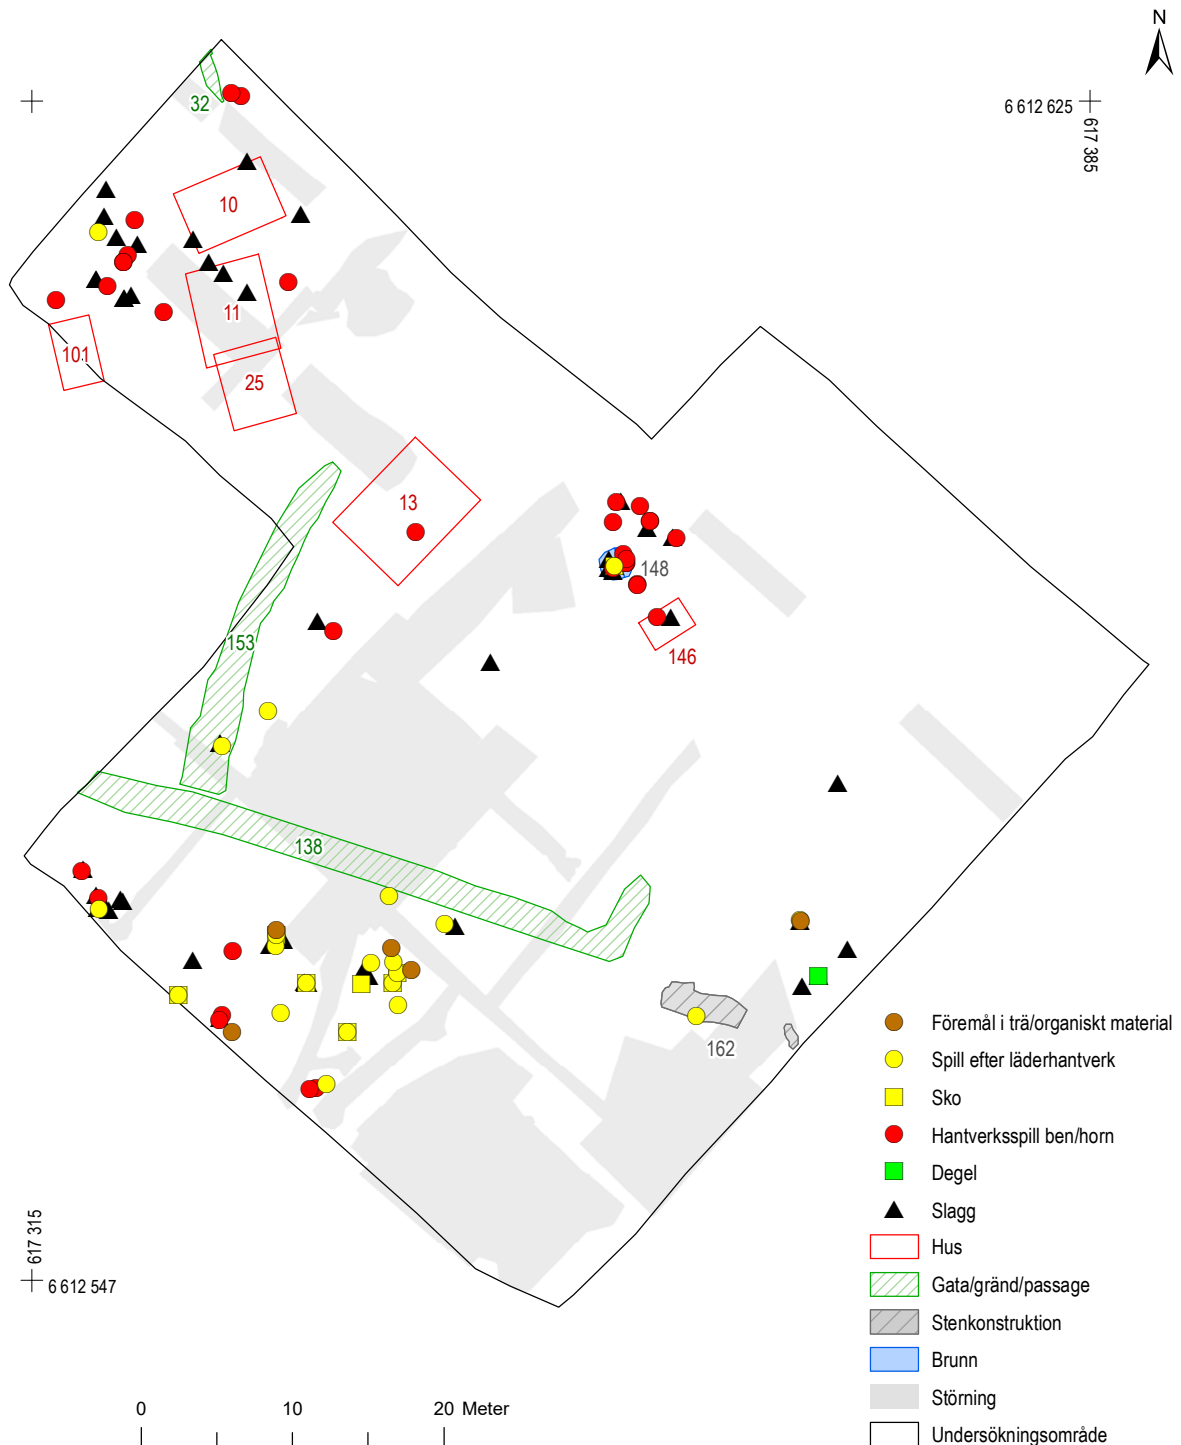 N
6 612 625
617 385
32
10
11
101
25
13
148
153
146
138
162
Föremål i trä/organiskt material
Spill efter läderhantverk
Sko
Hantverksspill ben/horn
Degel
Slagg
Hus
Gata/gränd/passage
Stenkonstruktion
Brunn
Störning
Undersökningsområde
617 315
6 612 547
0 10 20 Meter